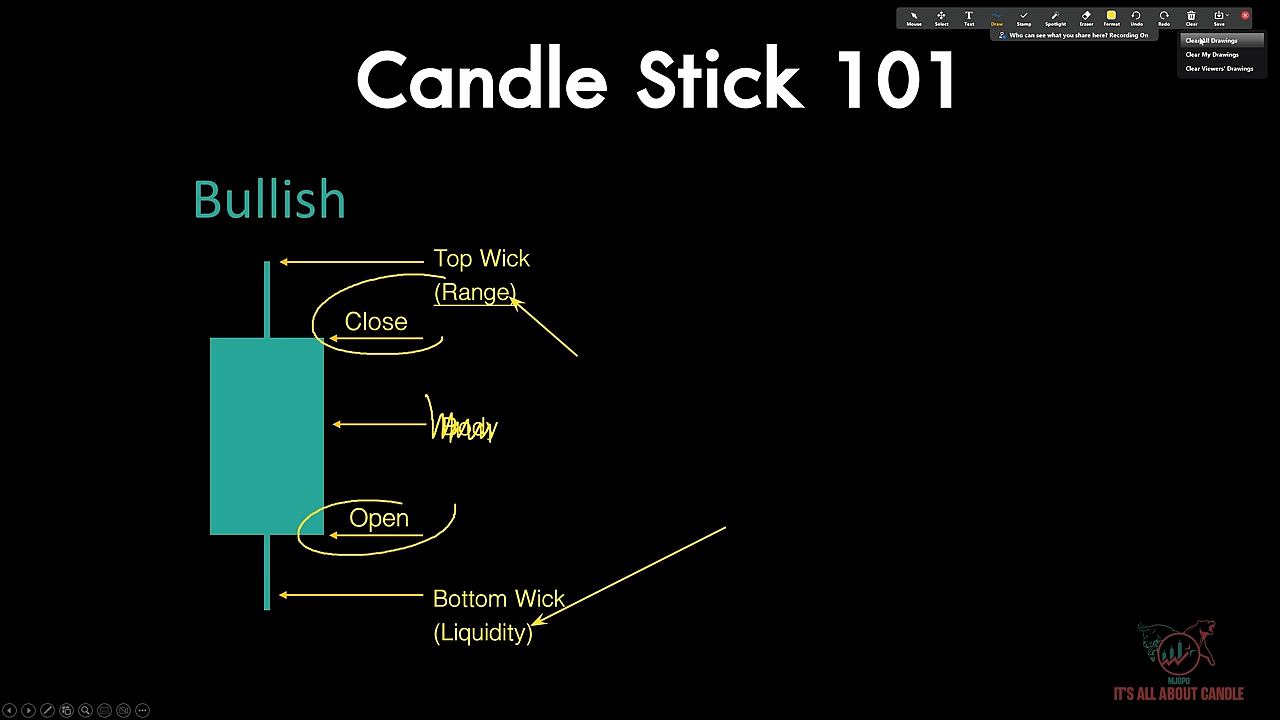 Mouse Select Text Draw Stamp Spotlight Eraser Format Undo Redo Clear Save
Who can see what you share here? Recording On
Clear All Drawings
Clear My Drawings
Clear Viewers' Drawings
Candle Stick 101
Bullish
Top Wick
(Range)
Close
Body
Open
Bottom Wick
(Liquidity)
MJOPO
IT'S ALL ABOUT CANDLE